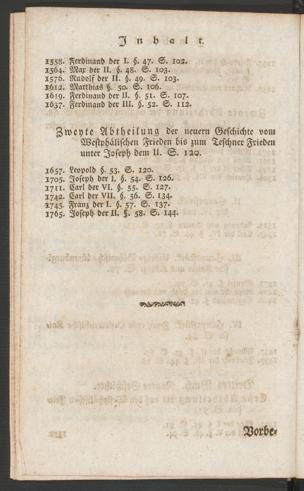 Inhalt.
1558. Ferdinand der I. §. 47. S. 102.
1564. Max der II. §. 48. S. 103.
1576. Rudolf der II. §. 49. S. 103.
1612. Matthias §. 50. S. 106.
1619. Ferdinand der II. §. 51. S. 107.
1637. Ferdinand der III. §. 52. S. 112.
Zweyte Abtheilung der neuern Geschichte vom
Westphälischen Frieden bis zum Teschner Frieden
unter Joseph dem II. S. 120.
1657. Leopold §. 53. S. 120.
1705. Joseph der I. §. 54. S. 126.
1711. Carl der VI. §. 55. S. 127.
1742. Carl der VII. §. 56. S. 134.
1745. Franz der I. §. 57. S. 137.
1765. Joseph der II. §. 58. S. 144.
Vorbe-